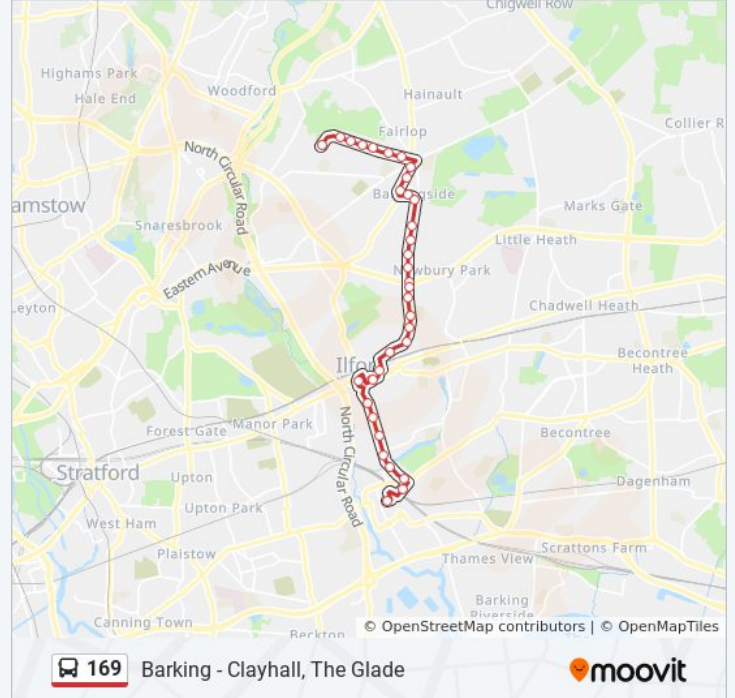 Chigwell Row
Highams Park
Hale End
Woodford
Hainault
Fairlop
Collier R
North Circular Road
amstow
Snaresbrook
Marks Gate
Little Heath
Eastern Avenue
Newbury Park
Leyton
Chadwell Heath
Becontree
Heath
Forest Gate
Manor Park
Becontree
North Circular Road
Stratford
Upton
Dagenham
Upton Park
West Ham
Plaistow
Scrattons Farm
Thames View
Canning Town
Barking
Riverside
Beckton
© OpenStreetMap contributors | © OpenMapTiles
169 Barking - Clayhall, The Glade
moovit